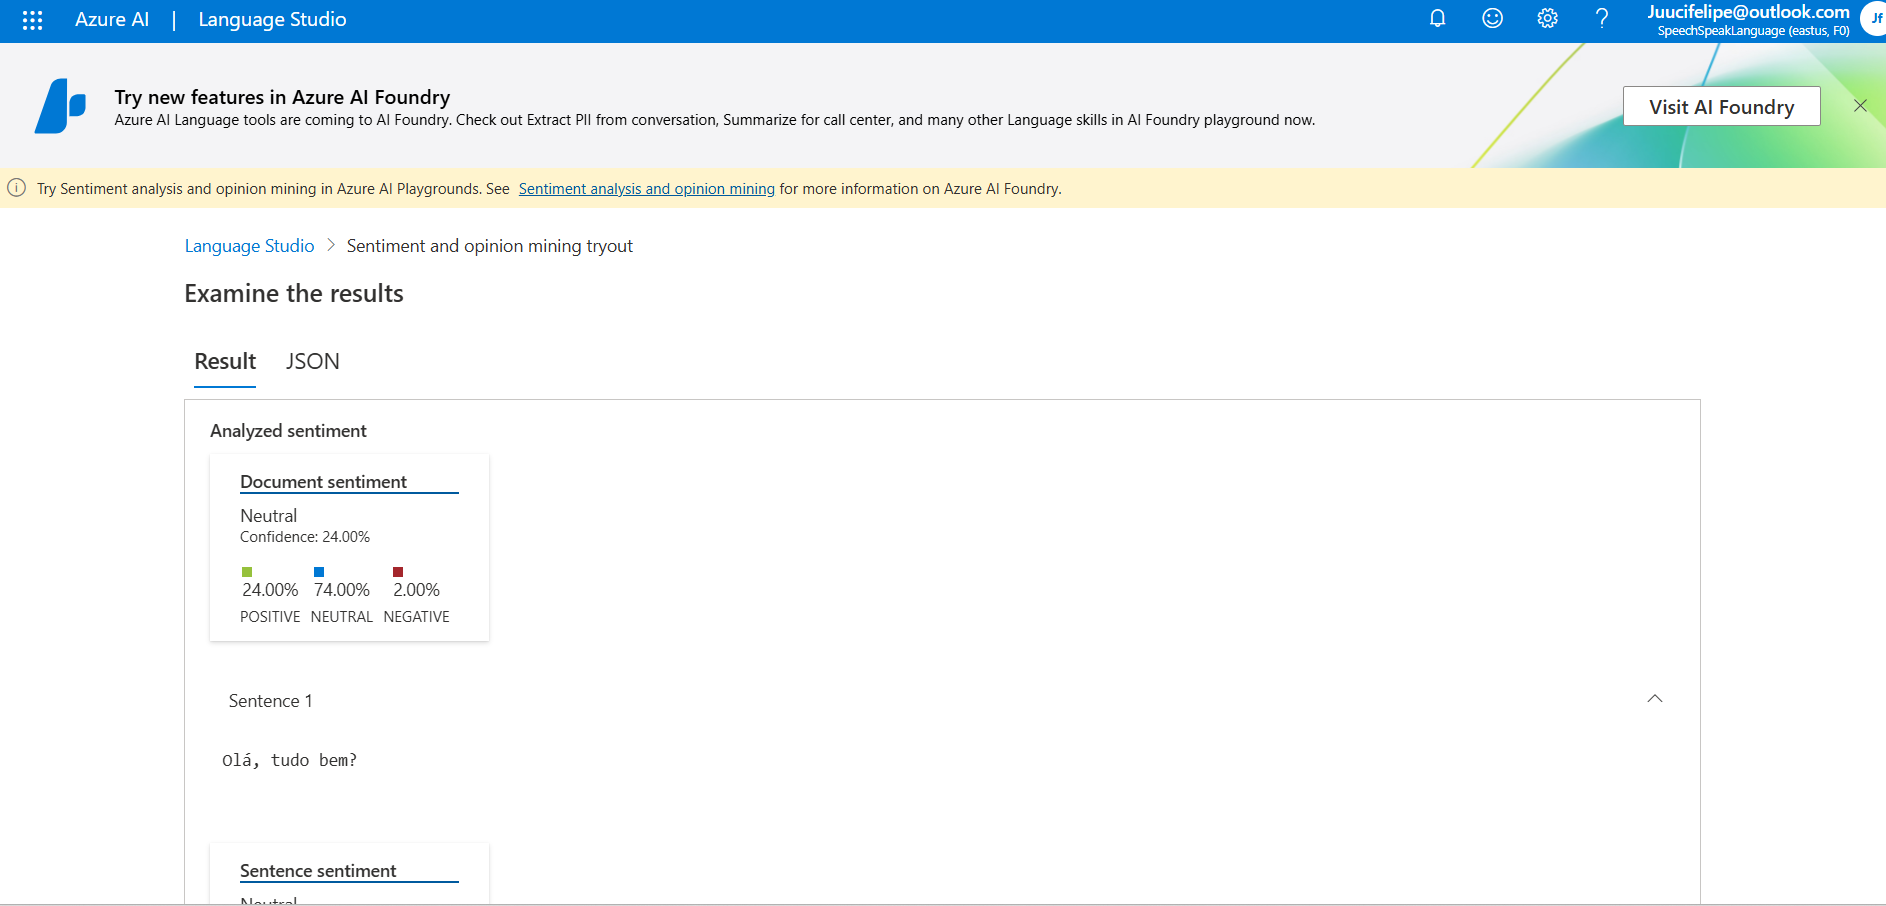 Azure AI | Language Studio
Juucifelipe@outlook.com
SpeechSpeakLanguage (eastus, F0)
Jf
Try new features in Azure AI Foundry
Azure AI Language tools are coming to AI Foundry. Check out Extract PII from conversation, Summarize for call center, and many other Language skills in AI Foundry playground now.
Visit AI Foundry
Try Sentiment analysis and opinion mining in Azure AI Playgrounds. See Sentiment analysis and opinion mining for more information on Azure AI Foundry.
Language Studio > Sentiment and opinion mining tryout
Examine the results
Result JSON
Analyzed sentiment
Document sentiment
Neutral
Confidence: 24.00%
24.00% 74.00% 2.00%
POSITIVE NEUTRAL NEGATIVE
Sentence 1
Olá, tudo bem?
Sentence sentiment
Neutral